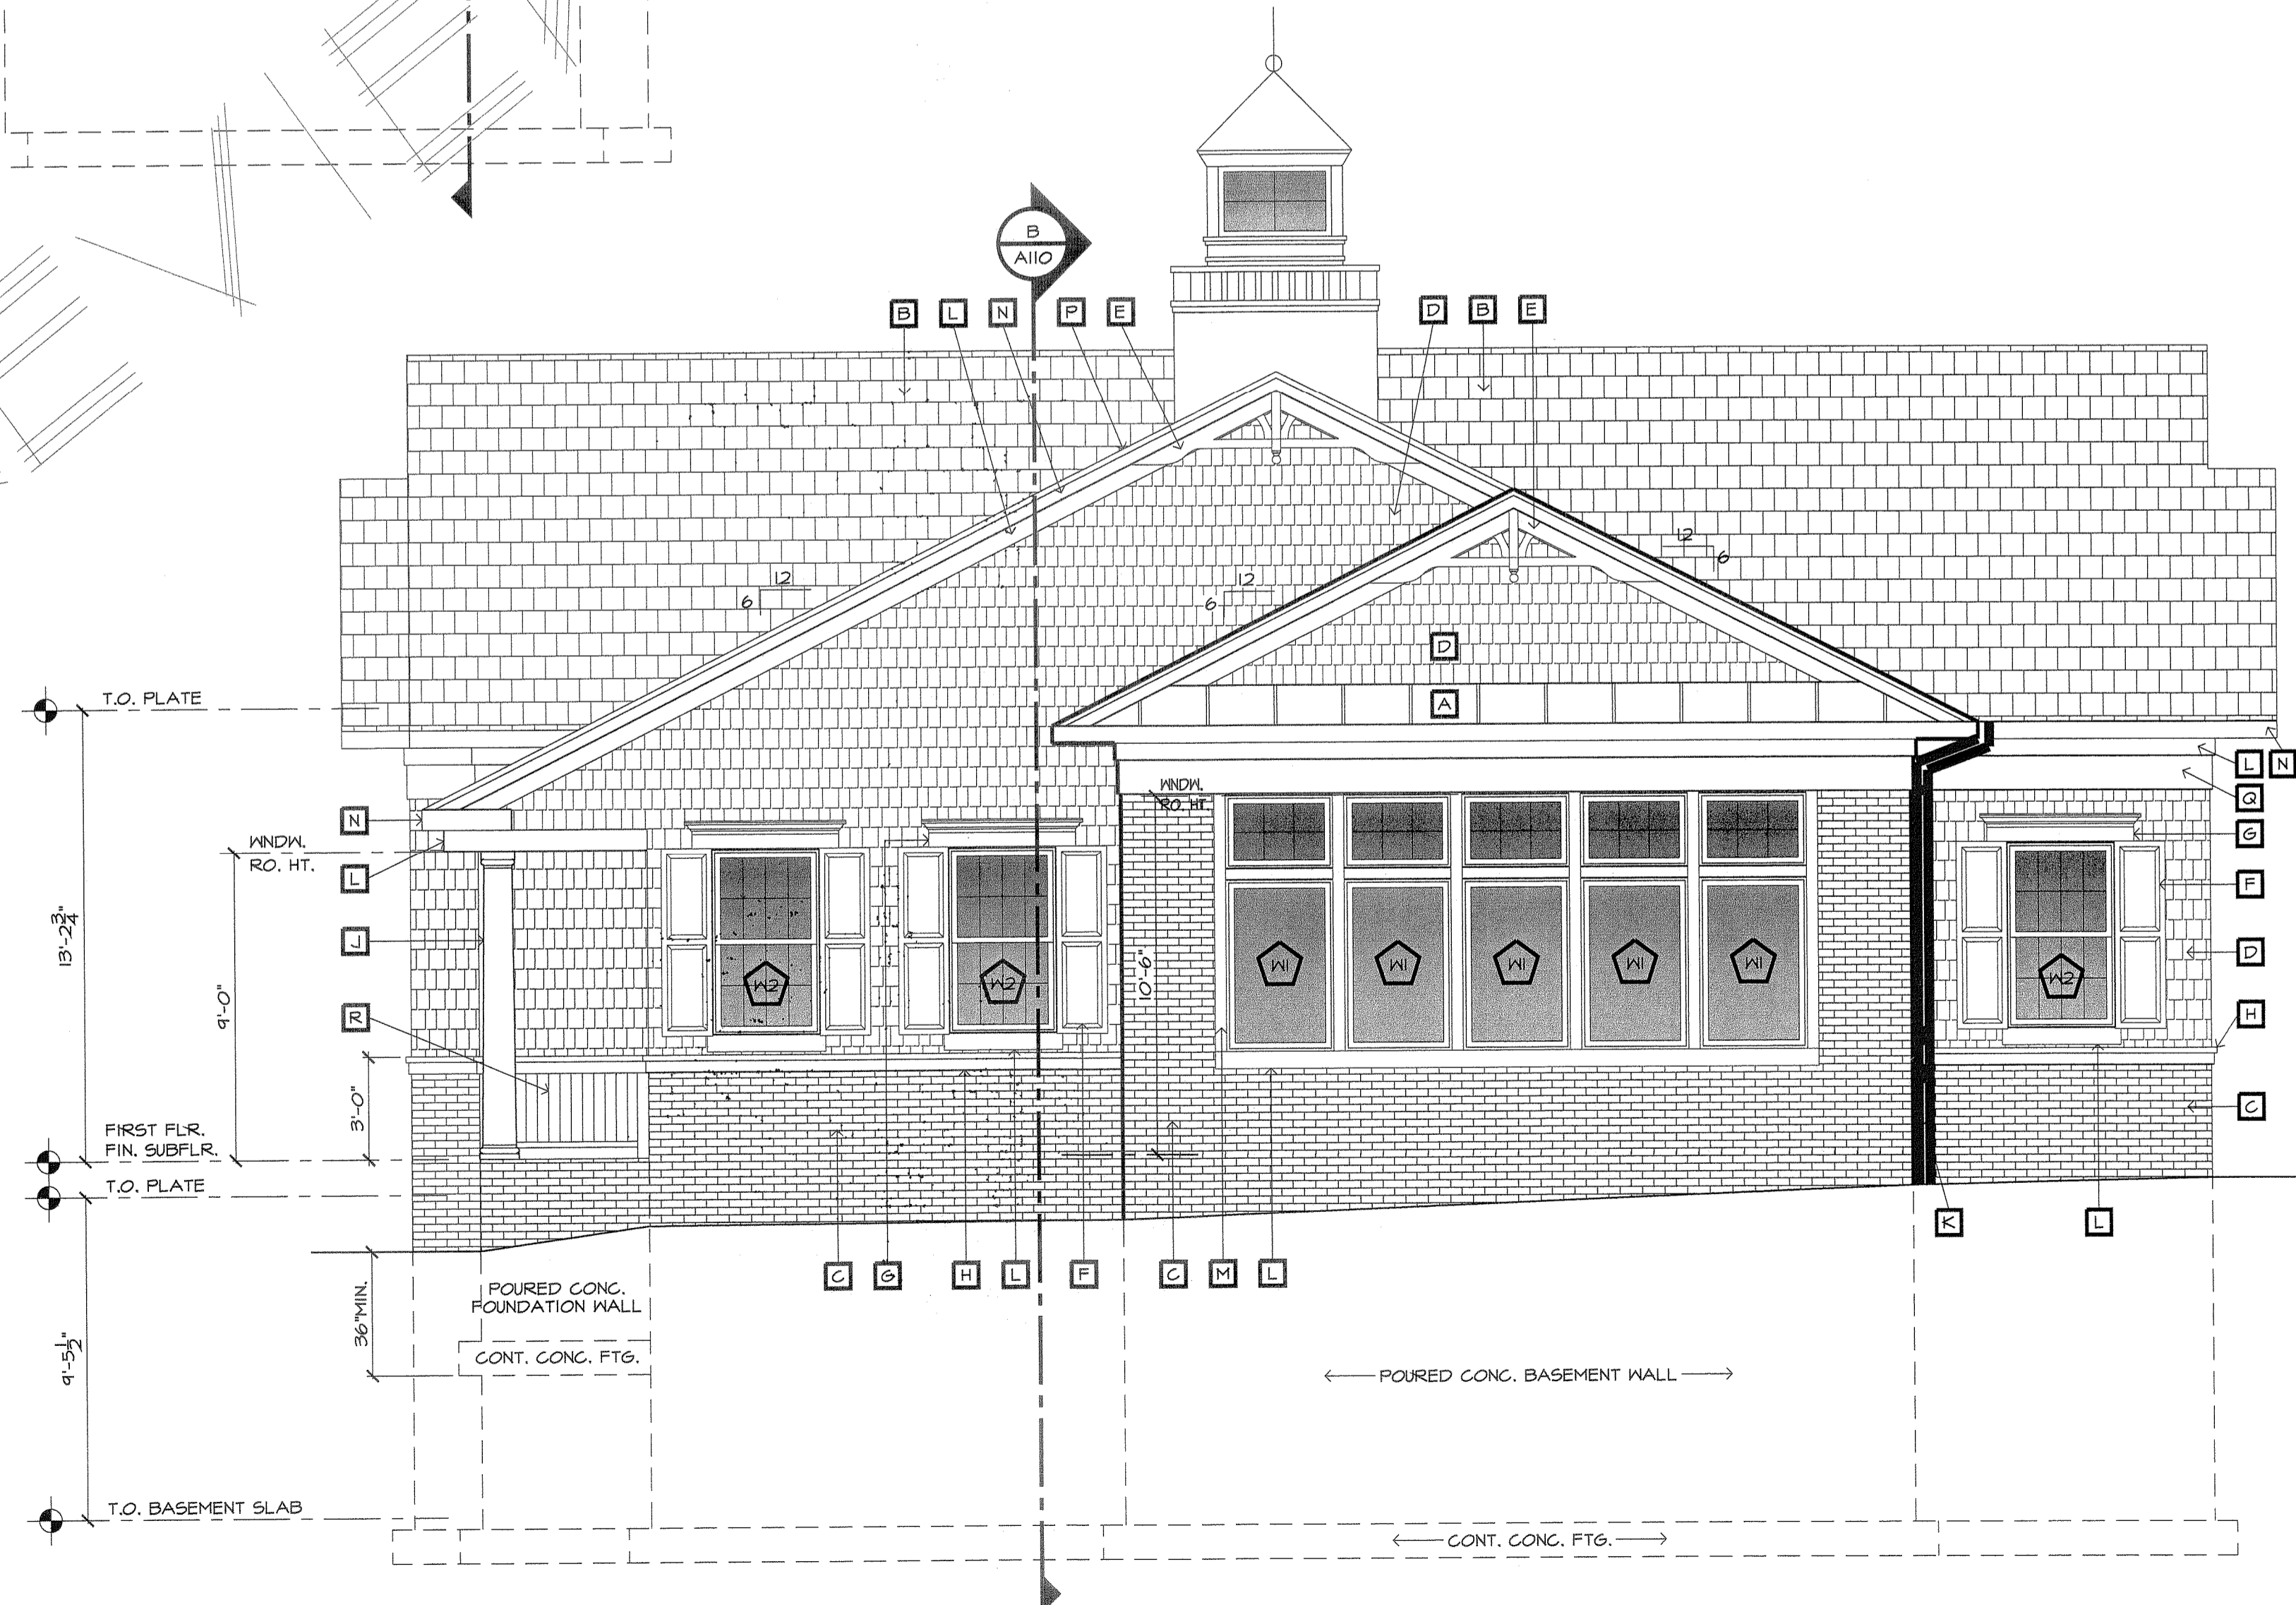 B
A110
B L N P E
D B E
12
6
12
6
12
6
D
A
T.O. PLATE
L N
Q
G
F
D
H
C
N
WNDW.
RO. HT.
L
J
R
WNDW.
RO. HT.
13'-2 3/4"
9'-0"
3'-0"
10'-6"
W2
W2
W1
W1
W1
W1
W1
W2
FIRST FLR.
FIN. SUBFLR.
T.O. PLATE
K
L
C G H L F
C M L
36"MIN.
POURED CONC.
FOUNDATION WALL
CONT. CONC. FTG.
9'-5 1/2"
POURED CONC. BASEMENT WALL
T.O. BASEMENT SLAB
CONT. CONC. FTG.